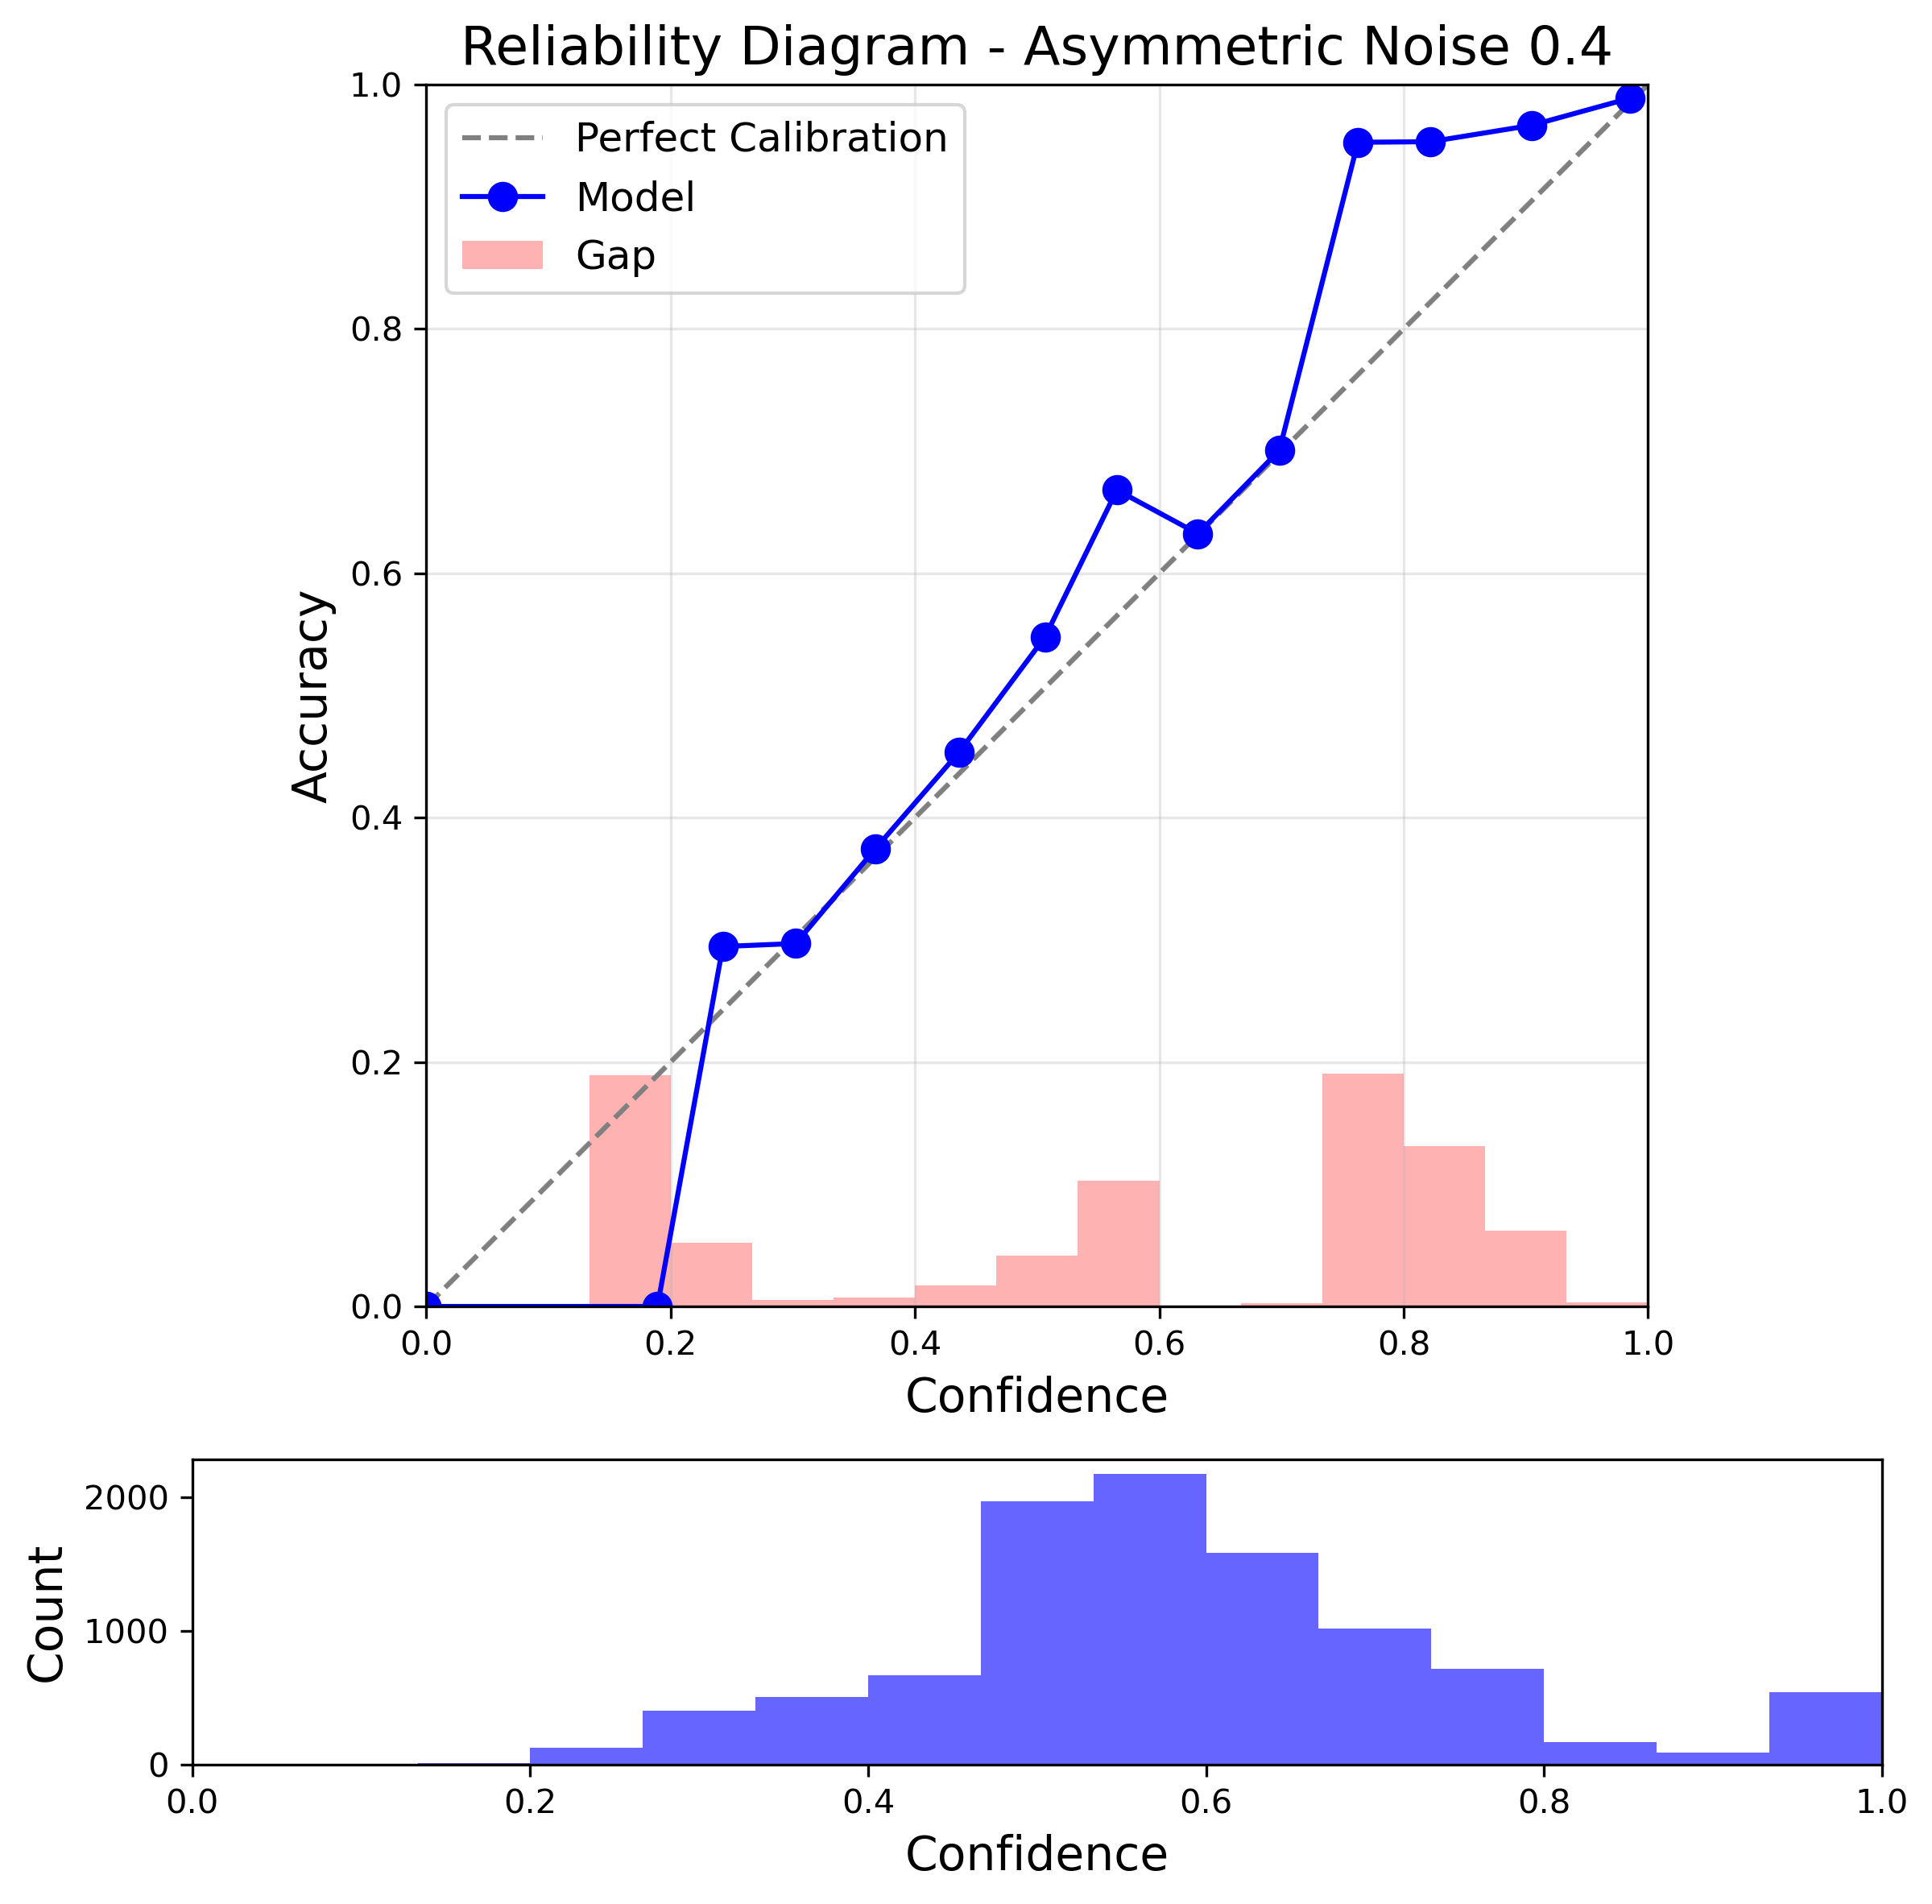 Reliability Diagram - Asymmetric Noise 0.4
Perfect Calibration
Model
Gap
1.0
0.8
0.6
0.4
0.2
0.0
Accuracy
0.0 0.2 0.4 0.6 0.8 1.0
Confidence
2000
1000
0
Count
0.0 0.2 0.4 0.6 0.8 1.0
Confidence